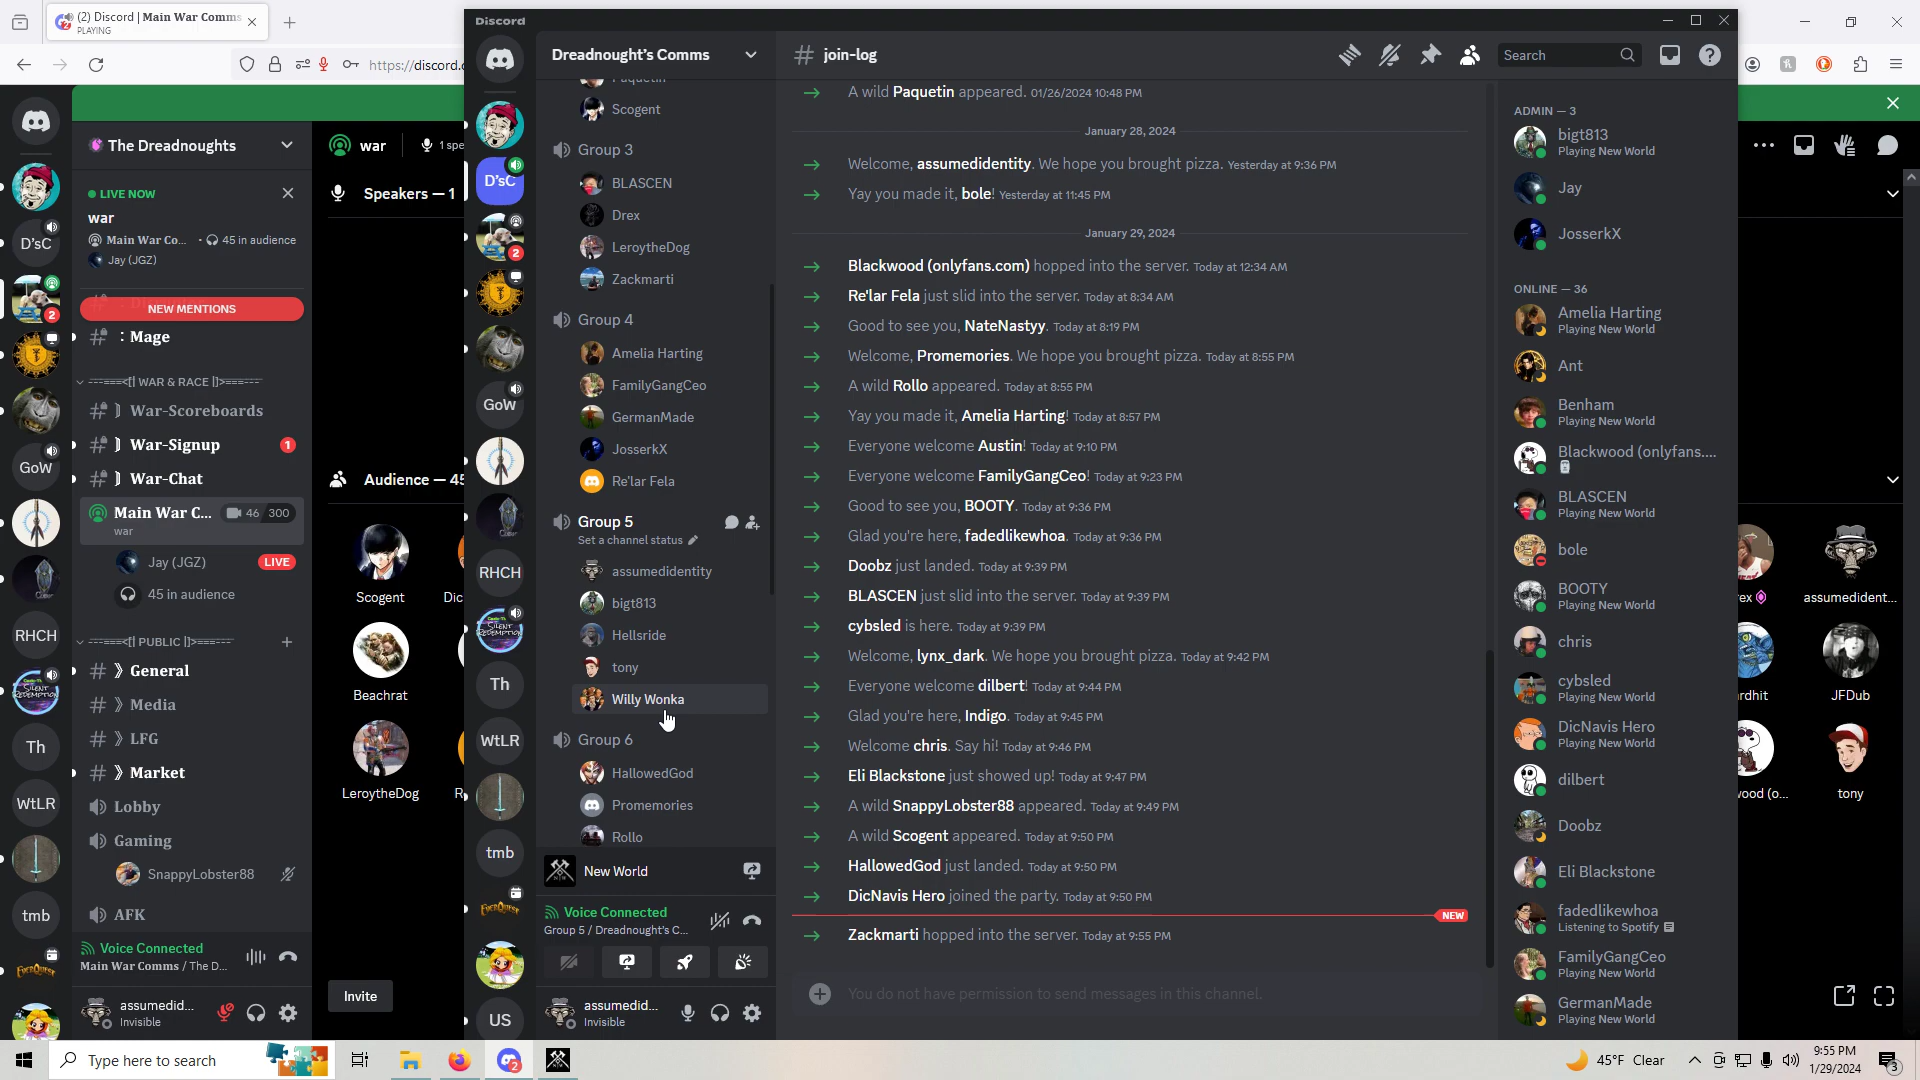 (2) Discord | Main War Comms
PLAYING
https://discord.c
The Dreadnoughts
LIVE NOW
war
Main War Co...
45 in audience
Jay (JGZ)
NEW MENTIONS
: Mage
---===<[[ WAR & RACE ]]>===---
War-Scoreboards
War-Signup
1
War-Chat
Main War C...
46
300
war
Jay (JGZ)
LIVE
45 in audience
---===<[[ PUBLIC ]]>===---
》 General
》 Media
》 LFG
》 Market
Lobby
Gaming
SnappyLobster88
AFK
Voice Connected
Main War Comms / The D...
assumedid...
Invisible
D'sC
2
GoW
RHCH
Th
WtLR
tmb
EverQuest
war
1 spe
Speakers — 1
Audience — 45
Scogent
Dic
Beachrat
LeroytheDog
R
Invite
Discord
D'sC
2
GoW
RHCH
Th
WtLR
tmb
EverQuest
US
Dreadnought's Comms
Paquetin
Scogent
Group 3
BLASCEN
Drex
LeroytheDog
Zackmarti
Group 4
Amelia Harting
FamilyGangCeo
GermanMade
JosserkX
Re'lar Fela
Group 5
Set a channel status
assumedidentity
bigt813
Hellsride
tony
Willy Wonka
Group 6
HallowedGod
Promemories
Rollo
New World
Voice Connected
Group 5 / Dreadnought's C...
assumedid...
Invisible
# join-log
Search
A wild Paquetin appeared. 01/26/2024 10:48 PM
January 28, 2024
Welcome, assumedidentity. We hope you brought pizza. Yesterday at 9:36 PM
Yay you made it, bole! Yesterday at 11:45 PM
January 29, 2024
Blackwood (onlyfans.com) hopped into the server. Today at 12:34 AM
Re'lar Fela just slid into the server. Today at 8:34 AM
Good to see you, NateNastyy. Today at 8:19 PM
Welcome, Promemories. We hope you brought pizza. Today at 8:55 PM
A wild Rollo appeared. Today at 8:55 PM
Yay you made it, Amelia Harting! Today at 8:57 PM
Everyone welcome Austin! Today at 9:10 PM
Everyone welcome FamilyGangCeo! Today at 9:23 PM
Good to see you, BOOTY. Today at 9:36 PM
Glad you're here, fadedlikewhoa. Today at 9:36 PM
Doobz just landed. Today at 9:39 PM
BLASCEN just slid into the server. Today at 9:39 PM
cybsled is here. Today at 9:39 PM
Welcome, lynx_dark. We hope you brought pizza. Today at 9:42 PM
Everyone welcome dilbert! Today at 9:44 PM
Glad you're here, Indigo. Today at 9:45 PM
Welcome chris. Say hi! Today at 9:46 PM
Eli Blackstone just showed up! Today at 9:47 PM
A wild SnappyLobster88 appeared. Today at 9:49 PM
A wild Scogent appeared. Today at 9:50 PM
HallowedGod just landed. Today at 9:50 PM
DicNavis Hero joined the party. Today at 9:50 PM
NEW
Zackmarti hopped into the server. Today at 9:55 PM
You do not have permission to send messages in this channel.
ADMIN — 3
bigt813
Playing New World
Jay
JosserkX
ONLINE — 36
Amelia Harting
Playing New World
Ant
Benham
Playing New World
Blackwood (onlyfans....
BLASCEN
Playing New World
bole
BOOTY
Playing New World
chris
cybsled
Playing New World
DicNavis Hero
Playing New World
dilbert
Doobz
Eli Blackstone
fadedlikewhoa
Listening to Spotify
FamilyGangCeo
Playing New World
GermanMade
Playing New World
rex
assumedident...
rdhit
JFDub
wood (o...
tony
Type here to search
2
45°F Clear
9:55 PM
1/29/2024
3